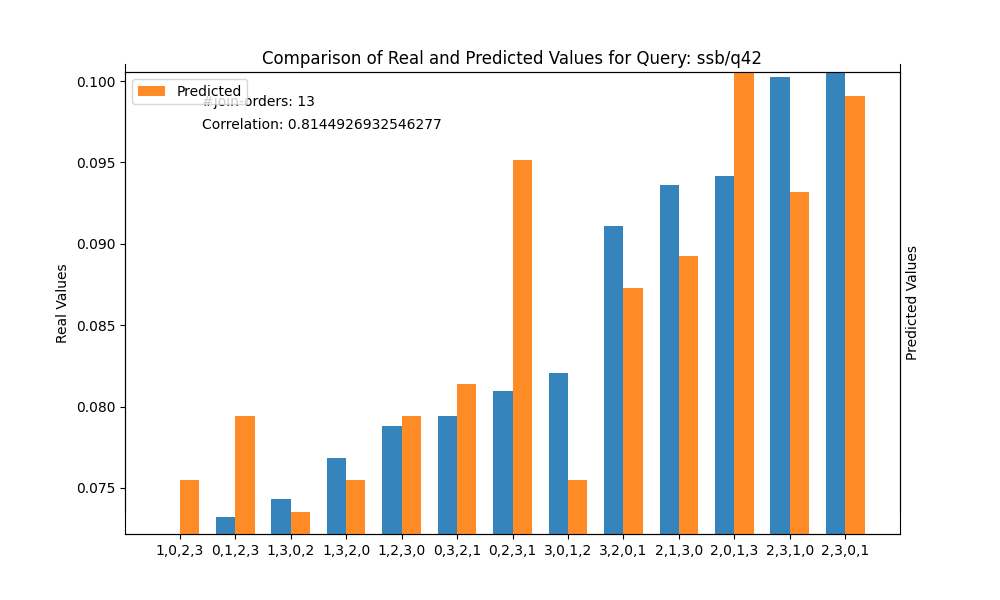 Comparison of Real and Predicted Values for Query: ssb/q42
Predicted
#join-orders: 13
Correlation: 0.8144926932546277
0.100
0.095
0.090
0.085
0.080
0.075
Real Values
Predicted Values
1,0,2,3 0,1,2,3 1,3,0,2 1,3,2,0 1,2,3,0 0,3,2,1 0,2,3,1 3,0,1,2 3,2,0,1 2,1,3,0 2,0,1,3 2,3,1,0 2,3,0,1